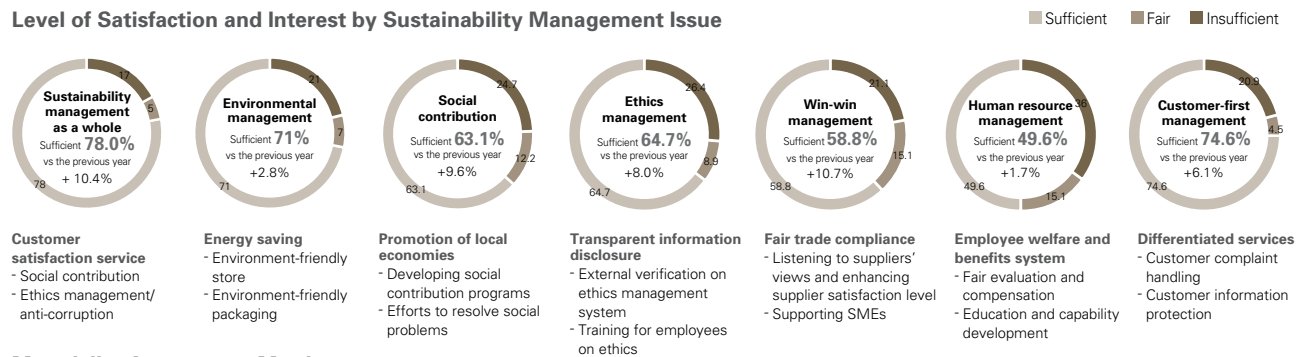 Level of Satisfaction and Interest by Sustainability Management Issue
Sufficient Fair Insufficient
17
5
Sustainability
management
as a whole
Sufficient 78.0%
vs the previous year
+ 10.4%
78
21
7
Environmental
management
Sufficient 71%
vs the previous year
+2.8%
71
24.7
12.2
Social
contribution
Sufficient 63.1%
vs the previous year
+9.6%
63.1
26.4
8.9
Ethics
management
Sufficient 64.7%
vs the previous year
+8.0%
64.7
21.1
15.1
Win-win
management
Sufficient 58.8%
vs the previous year
+10.7%
58.8
36
15.1
Human resource
management
Sufficient 49.6%
vs the previous year
+1.7%
49.6
20.9
4.5
Customer-first
management
Sufficient 74.6%
vs the previous year
+6.1%
74.6
Customer
satisfaction service
- Social contribution
- Ethics management/
anti-corruption
Energy saving
- Environment-friendly
store
- Environment-friendly
packaging
Promotion of local
economies
- Developing social
contribution programs
- Efforts to resolve social
problems
Transparent information
disclosure
- External verification on
ethics management
system
- Training for employees
on ethics
Fair trade compliance
- Listening to suppliers'
views and enhancing
supplier satisfaction level
- Supporting SMEs
Employee welfare and
benefits system
- Fair evaluation and
compensation
- Education and capability
development
Differentiated services
- Customer complaint
handling
- Customer information
protection